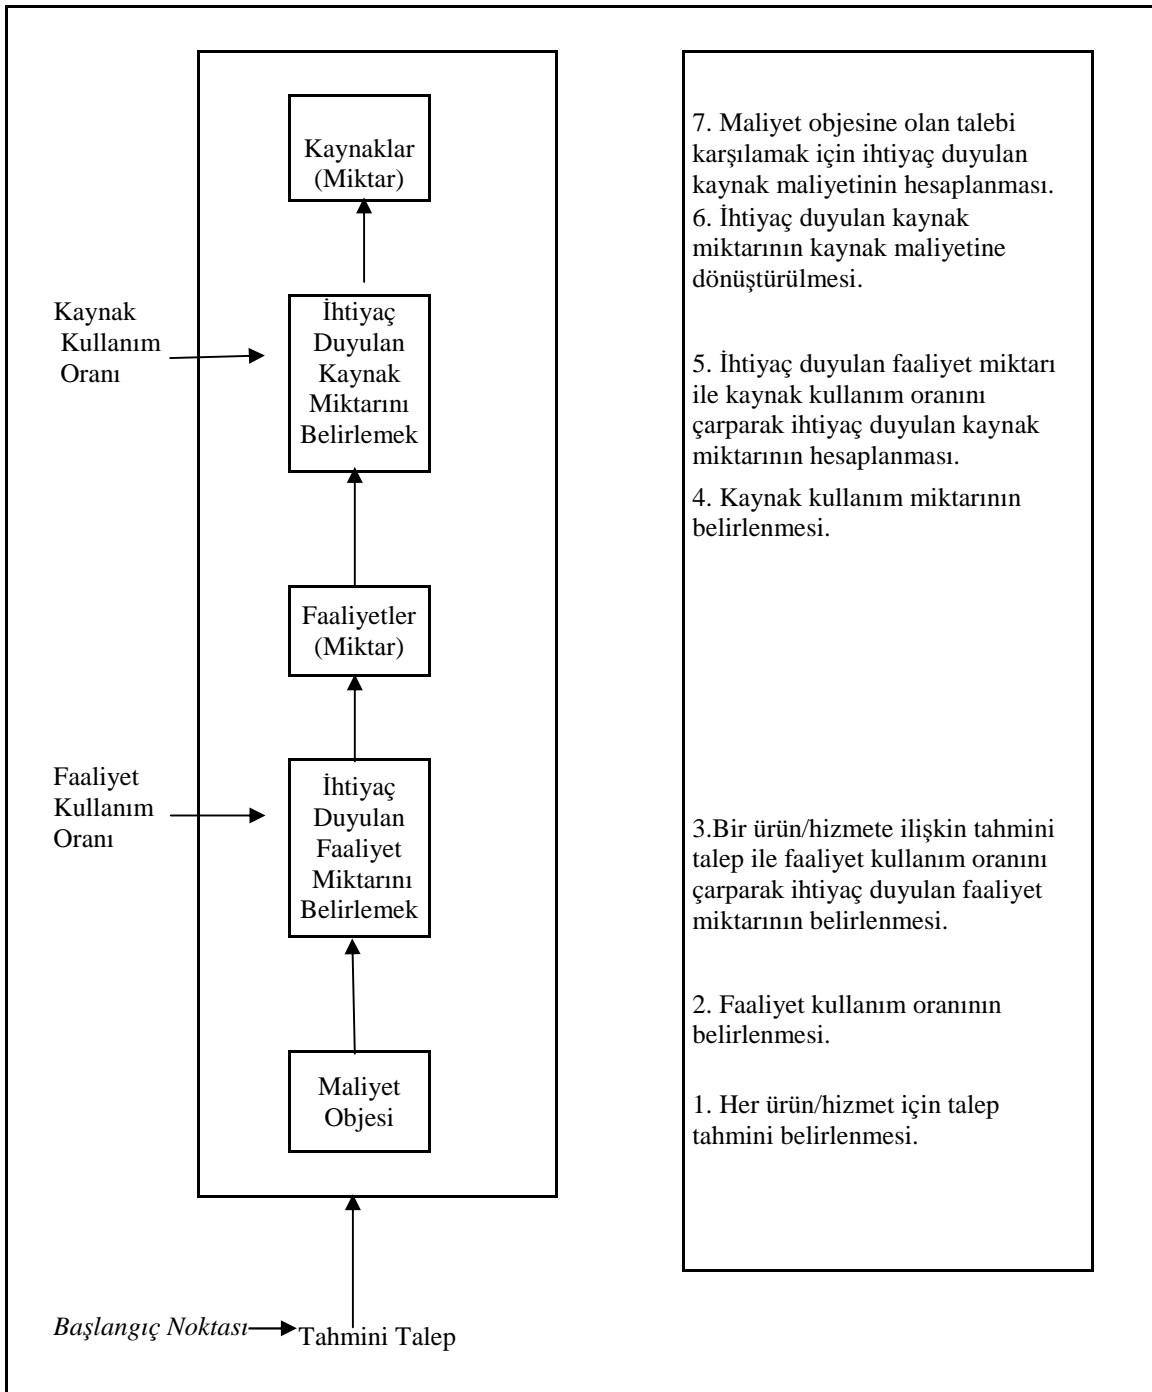 Kaynaklar
(Miktar)
Kaynak
Kullanım
Oranı
İhtiyaç
Duyulan
Kaynak
Miktarını
Belirlemek
Faaliyetler
(Miktar)
Faaliyet
Kullanım
Oranı
İhtiyaç
Duyulan
Faaliyet
Miktarını
Belirlemek
Maliyet
Objesi
Başlangıç Noktası
Tahmini Talep
7. Maliyet objesine olan talebi
karşılamak için ihtiyaç duyulan
kaynak maliyetinin hesaplanması.
6. İhtiyaç duyulan kaynak
miktarının kaynak maliyetine
dönüştürülmesi.
5. İhtiyaç duyulan faaliyet miktarı
ile kaynak kullanım oranını
çarparak ihtiyaç duyulan kaynak
miktarının hesaplanması.
4. Kaynak kullanım miktarının
belirlenmesi.
3.Bir ürün/hizmete ilişkin tahmini
talep ile faaliyet kullanım oranını
çarparak ihtiyaç duyulan faaliyet
miktarının belirlenmesi.
2. Faaliyet kullanım oranının
belirlenmesi.
1. Her ürün/hizmet için talep
tahmini belirlenmesi.